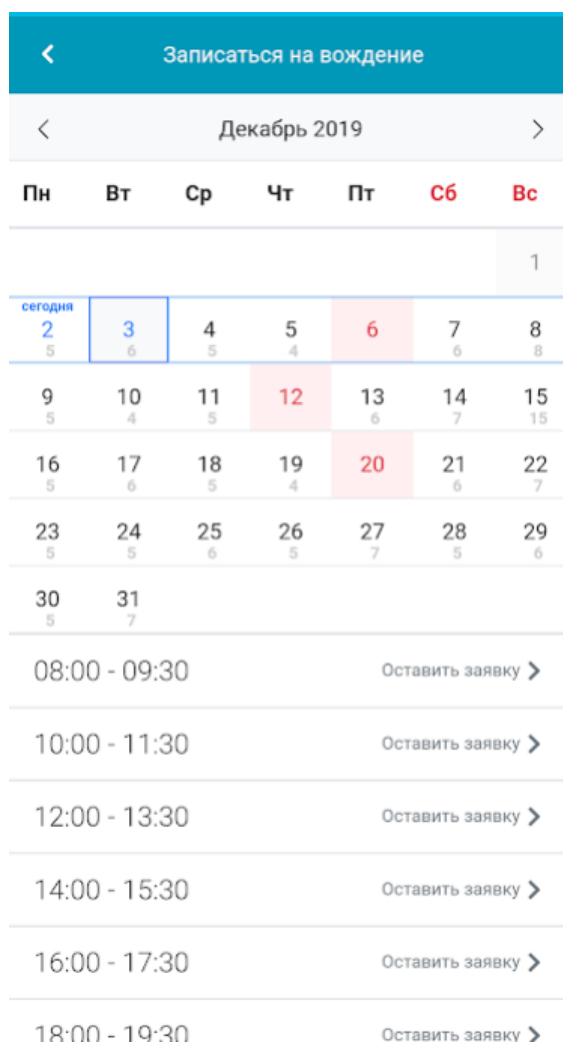 Записаться на вождение
Декабрь 2019
Пн Вт Ср Чт Пт Сб Вс
1
сегодня
2 3 4 5 6 7 8
5 6 5 4 6 8
9 10 11 12 13 14 15
5 4 5 6 7 15
16 17 18 19 20 21 22
5 6 5 4 6 7
23 24 25 26 27 28 29
5 5 6 5 7 5 6
30 31
5 7
08:00 - 09:30 Оставить заявку
10:00 - 11:30 Оставить заявку
12:00 - 13:30 Оставить заявку
14:00 - 15:30 Оставить заявку
16:00 - 17:30 Оставить заявку
18:00 - 19:30 Оставить заявку